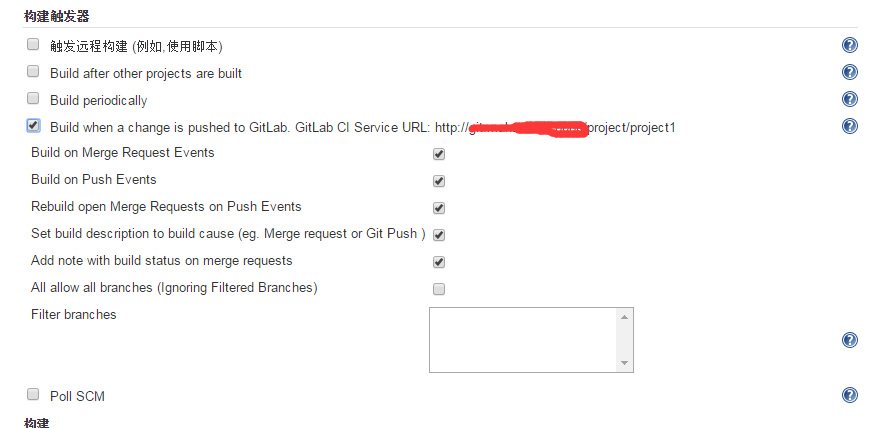 构建触发器
触发远程构建 (例如,使用脚本)
Build after other projects are built
Build periodically
Build when a change is pushed to GitLab. GitLab CI Service URL: http:///project/project1
Build on Merge Request Events
Build on Push Events
Rebuild open Merge Requests on Push Events
Set build description to build cause (eg. Merge request or Git Push )
Add note with build status on merge requests
All allow all branches (Ignoring Filtered Branches)
Filter branches
Poll SCM
构建